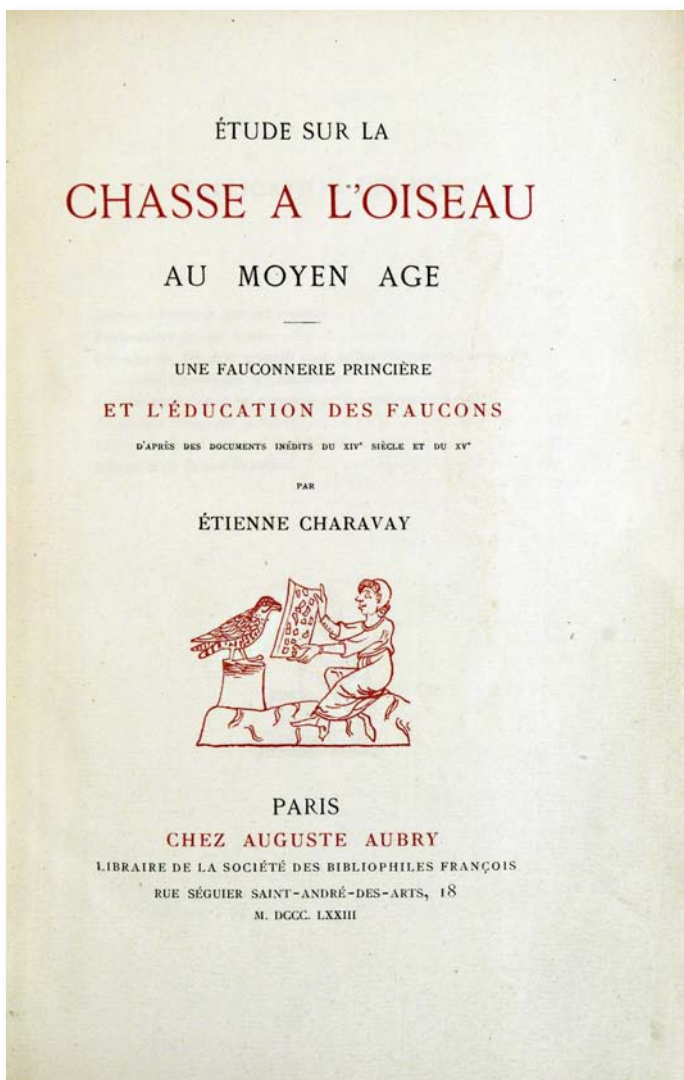 ÉTUDE SUR LA
CHASSE A L'OISEAU
AU MOYEN AGE
UNE FAUCONNERIE PRINCIÈRE
ET L'ÉDUCATION DES FAUCONS
D'APRÈS DES DOCUMENTS INÉDITS DU XIVe SIÈCLE ET DU XVe
PAR
ÉTIENNE CHARAVAY
PARIS
CHEZ AUGUSTE AUBRY
LIBRAIRE DE LA SOCIÉTÉ DES BIBLIOPHILES FRANÇOIS
RUE SÉGUIER SAINT-ANDRÉ-DES-ARTS, 18
M. DCCC. LXXIII